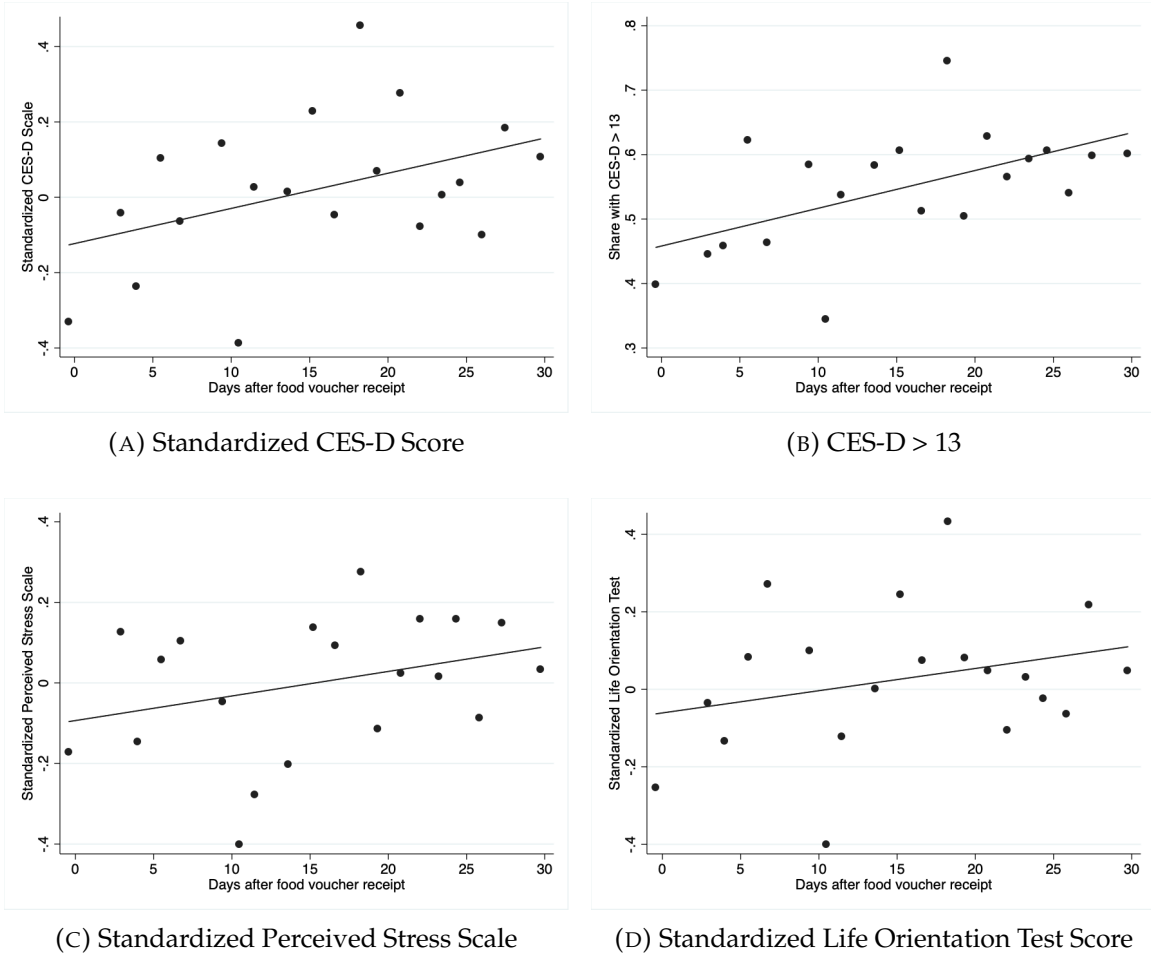 .4
.2
0
-.2
-.4
Standardized CES-D Scale
0 5 10 15 20 25 30
Days after food voucher receipt
(A) Standardized CES-D Score
.8
.7
.6
.5
.4
.3
Share with CES-D > 13
0 5 10 15 20 25 30
Days after food voucher receipt
(B) CES-D > 13
.4
.2
0
-.2
-.4
Standardized Perceived Stress Scale
0 5 10 15 20 25 30
Days after food voucher receipt
(C) Standardized Perceived Stress Scale
.4
.2
0
-.2
-.4
Standardized Life Orientation Test
0 5 10 15 20 25 30
Days after food voucher receipt
(D) Standardized Life Orientation Test Score